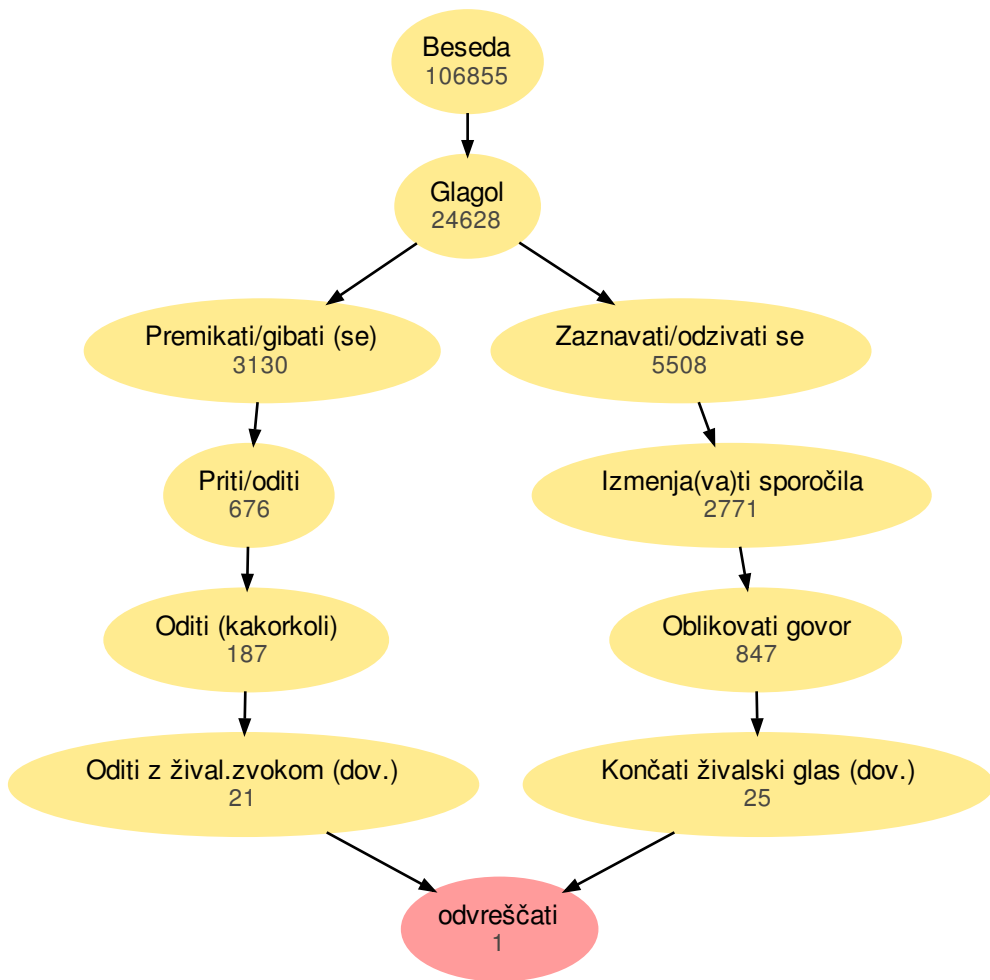 Beseda
106855
Glagol
24628
Premikati/gibati (se)
3130
Zaznavati/odzivati se
5508
Priti/oditi
676
Izmenja(va)ti sporočila
2771
Oditi (kakorkoli)
187
Oblikovati govor
847
Oditi z žival.zvokom (dov.)
21
Končati živalski glas (dov.)
25
odvreščati
1